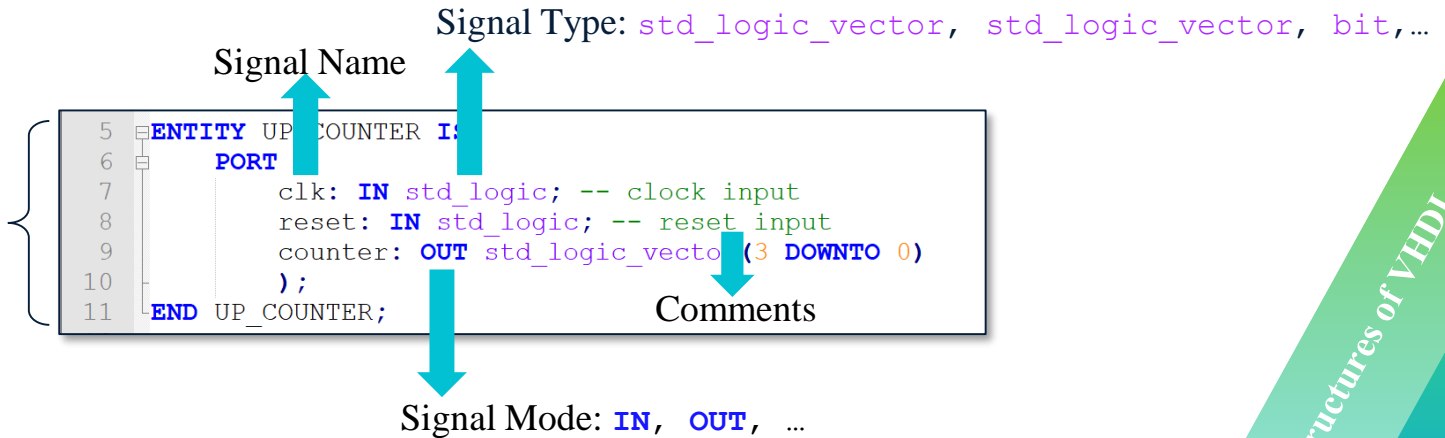 Signal Type: std_logic_vector, std_logic_vector, bit,…
Signal Name
5 ENTITY UP_COUNTER IS
6 PORT
7 clk: IN std_logic; -- clock input
8 reset: IN std_logic; -- reset input
9 counter: OUT std_logic_vecto (3 DOWNTO 0)
10 );
11 END UP_COUNTER;
Comments
Signal Mode: IN, OUT, …
of VHDL